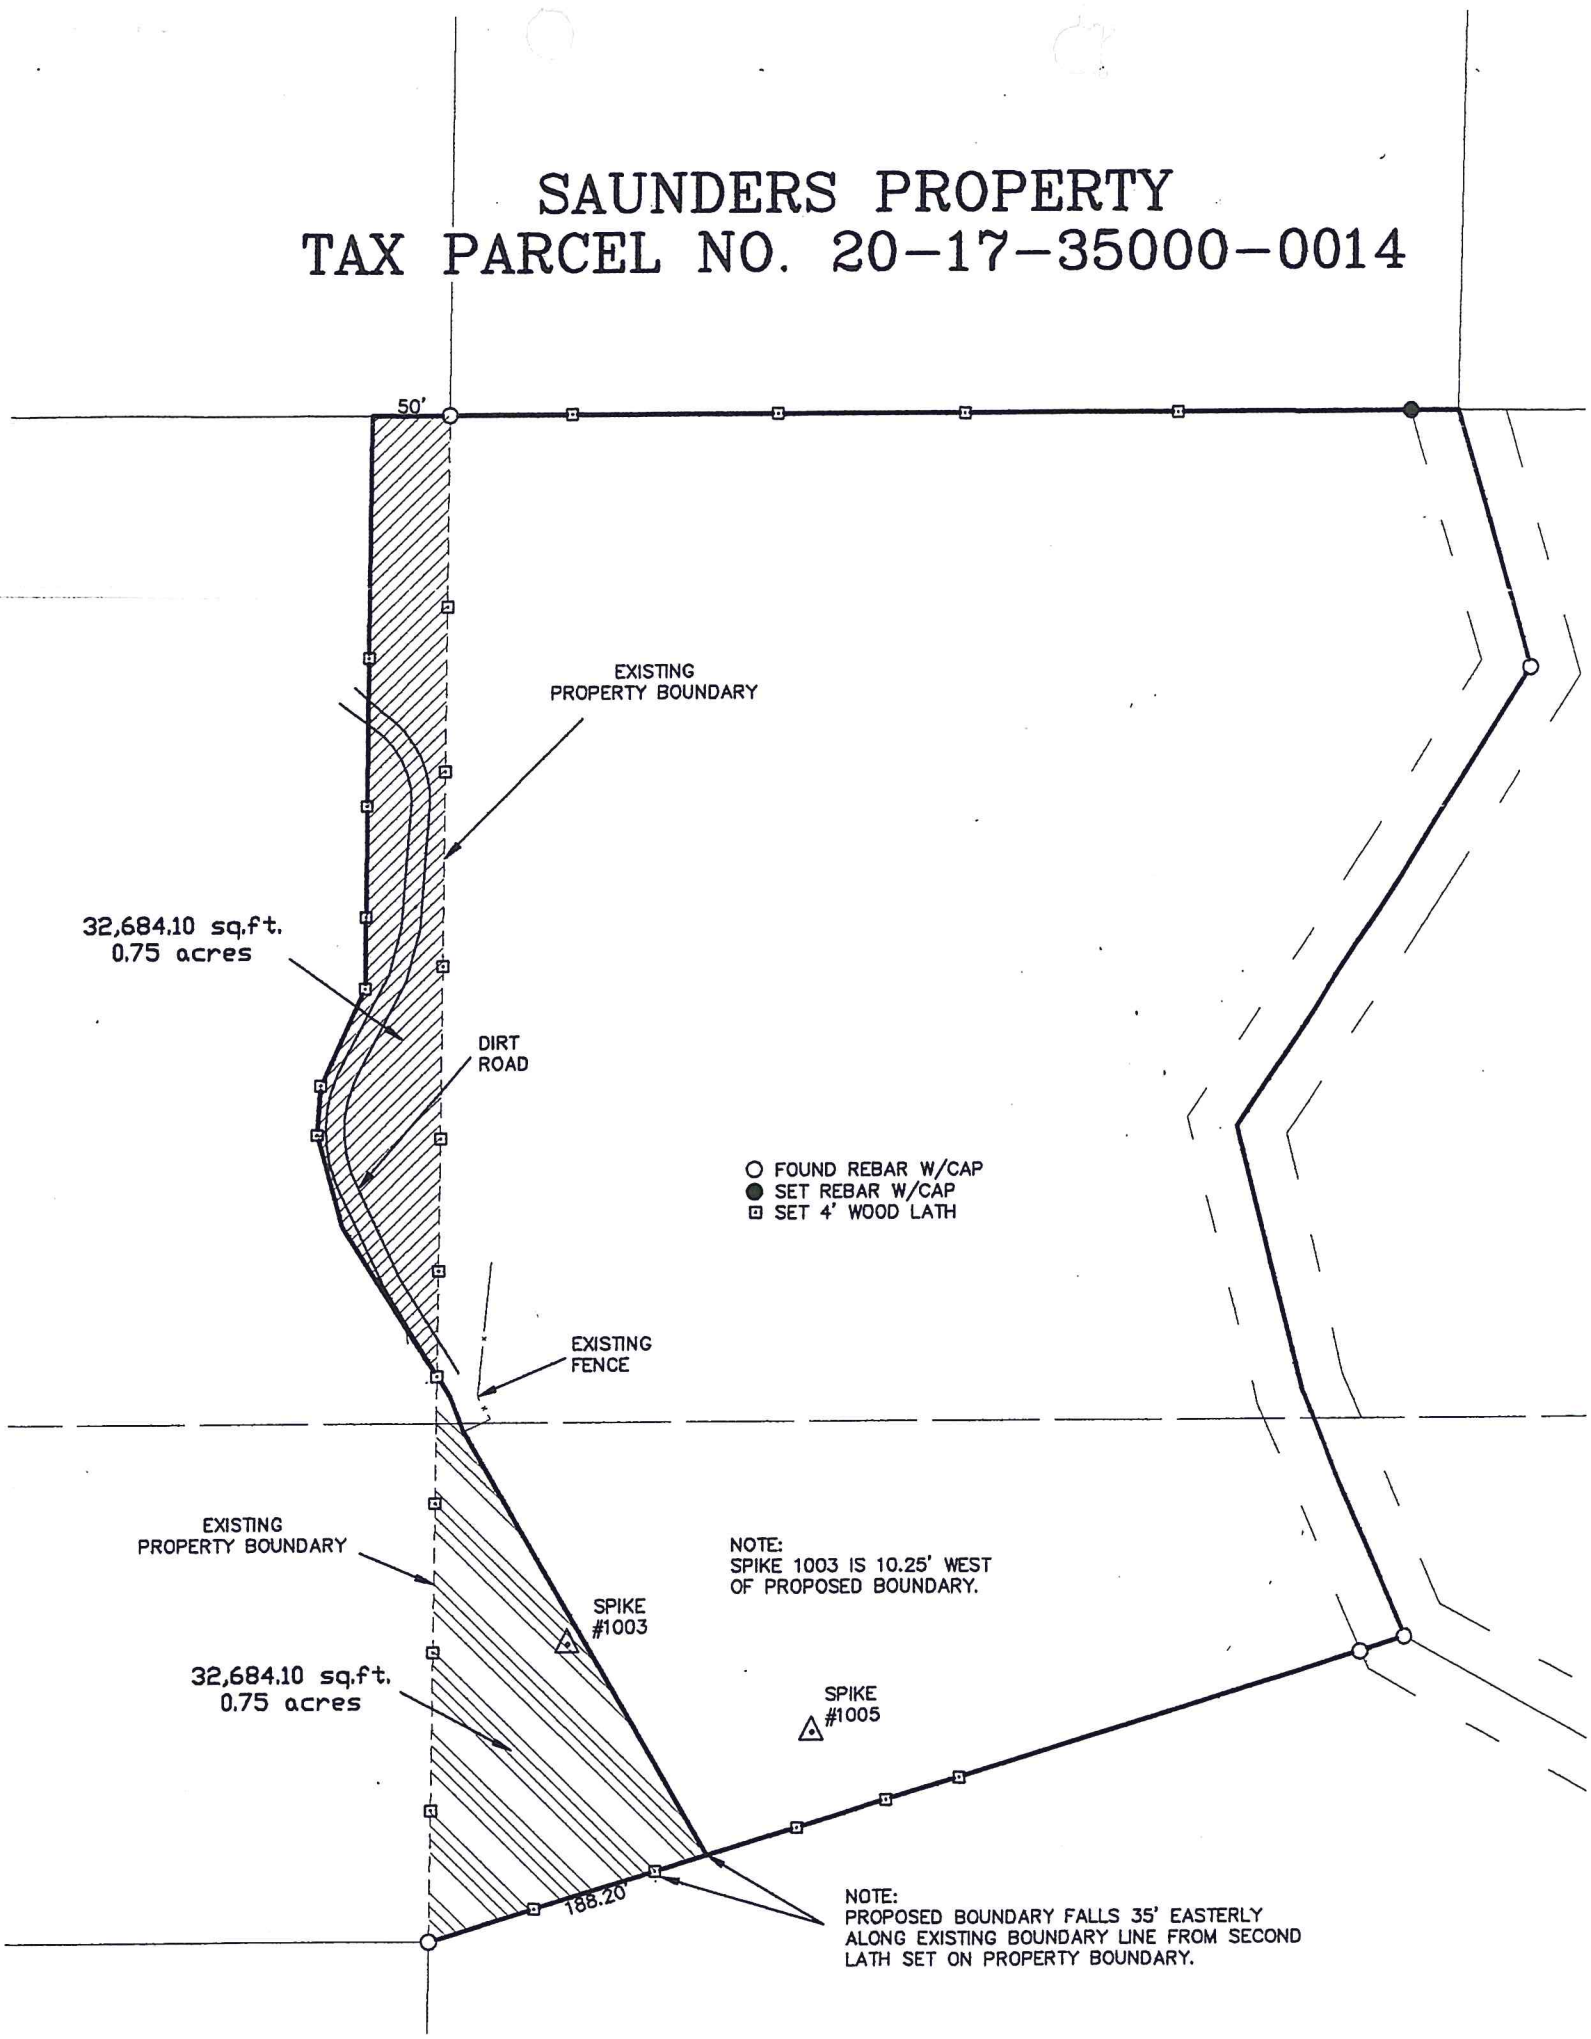 SAUNDERS PROPERTY
TAX PARCEL NO. 20-17-35000-0014
50'
EXISTING
PROPERTY BOUNDARY
32,684.10 sq.ft.
0.75 acres
DIRT
ROAD
FOUND REBAR W/CAP
SET REBAR W/CAP
SET 4' WOOD LATH
EXISTING
FENCE
EXISTING
PROPERTY BOUNDARY
NOTE:
SPIKE 1003 IS 10.25' WEST
OF PROPOSED BOUNDARY.
SPIKE
#1003
32,684.10 sq.ft.
0.75 acres
SPIKE
#1005
188.20'
NOTE:
PROPOSED BOUNDARY FALLS 35' EASTERLY
ALONG EXISTING BOUNDARY LINE FROM SECOND
LATH SET ON PROPERTY BOUNDARY.